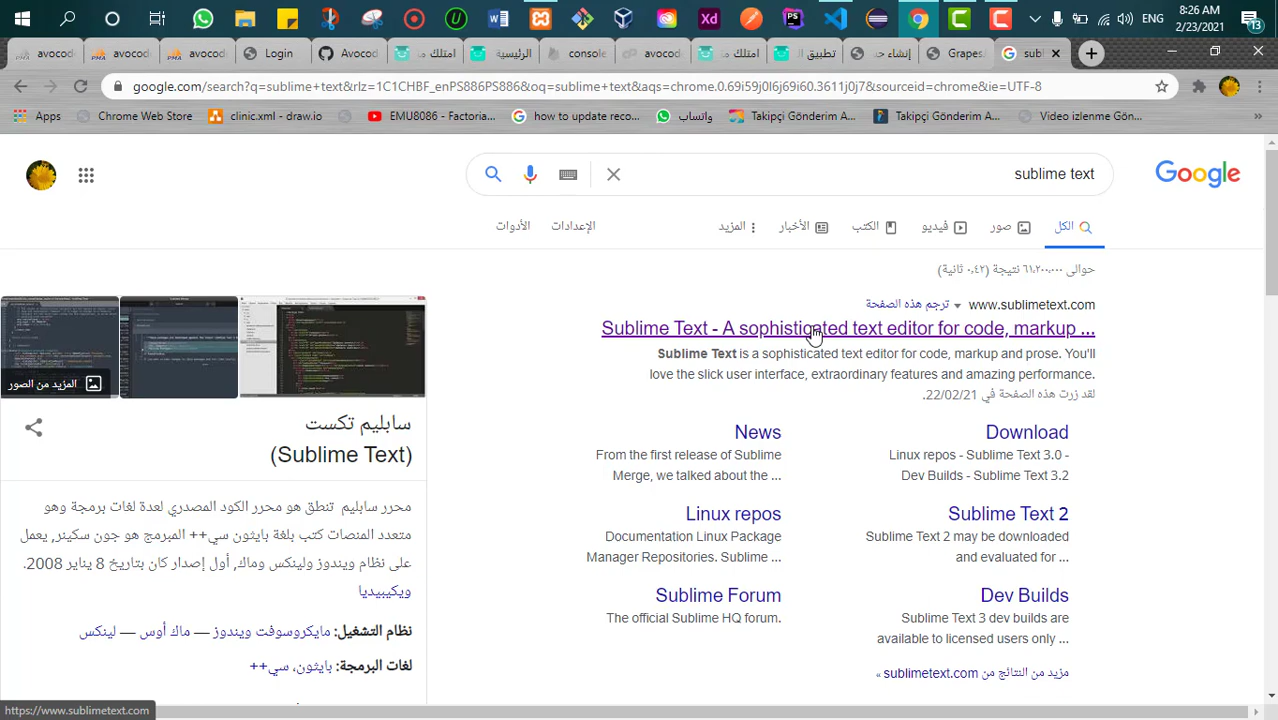 8:26 AM
ENG
2/23/2021
13
avocod
avocod
avocod
Login
Avocod
امتلك م
الرئيسية
console
avocod
امتلك م
تطبيق ال
إنشاء حد
Grapes
subl
google.com/search?q=sublime+text&rlz=1C1CHBF_enPS886PS886&oq=sublime+text&aqs=chrome.0.69i59j0l6j69i60.3611j0j7&sourceid=chrome&ie=UTF-8
Apps
Chrome Web Store
clinic.xml - draw.io
EMU8086 - Factoria...
how to update reco...
واتساب
Takipçi Gönderim A...
Takipçi Gönderim A...
Video izlenme Gön...
»
sublime text
Google
الكل
صور
فيديو
الكتب
الأخبار
المزيد
الإعدادات
الأدوات
حوالى ٦١٬٢٠٠٬٠٠٠ نتيجة (٠٫٤٢ ثانية)
www.sublimetext.com ترجم هذه الصفحة
Sublime Text - A sophisticated text editor for code, markup ...
Sublime Text is a sophisticated text editor for code, markup and prose. You'll
love the slick user interface, extraordinary features and amazing performance.
لقد زرت هذه الصفحة في 22/02/21.
Download
Linux repos - Sublime Text 3.0 -
Dev Builds - Sublime Text 3.2
News
From the first release of Sublime
Merge, we talked about the ...
Sublime Text 2
Sublime Text 2 may be downloaded
and evaluated for ...
Linux repos
Documentation Linux Package
Manager Repositories. Sublime ...
Dev Builds
Sublime Text 3 dev builds are
available to licensed users only ...
Sublime Forum
The official Sublime HQ forum.
مزيد من النتائج من sublimetext.com »
سابليم تكست
(Sublime Text)
محرر سابليم تنطق هو محرر الكود المصدري لعدة لغات برمجة وهو
متعدد المنصات كتب بلغة بايثون سي++ المبرمج هو جون سكينر, يعمل
على نظام ويندوز ولينكس وماك, أول إصدار كان بتاريخ 8 يناير 2008.
ويكيبيديا
نظام التشغيل: مايكروسوفت ويندوز — ماك أوس — لينكس
لغات البرمجة: بايثون، سي++
https://www.sublimetext.com